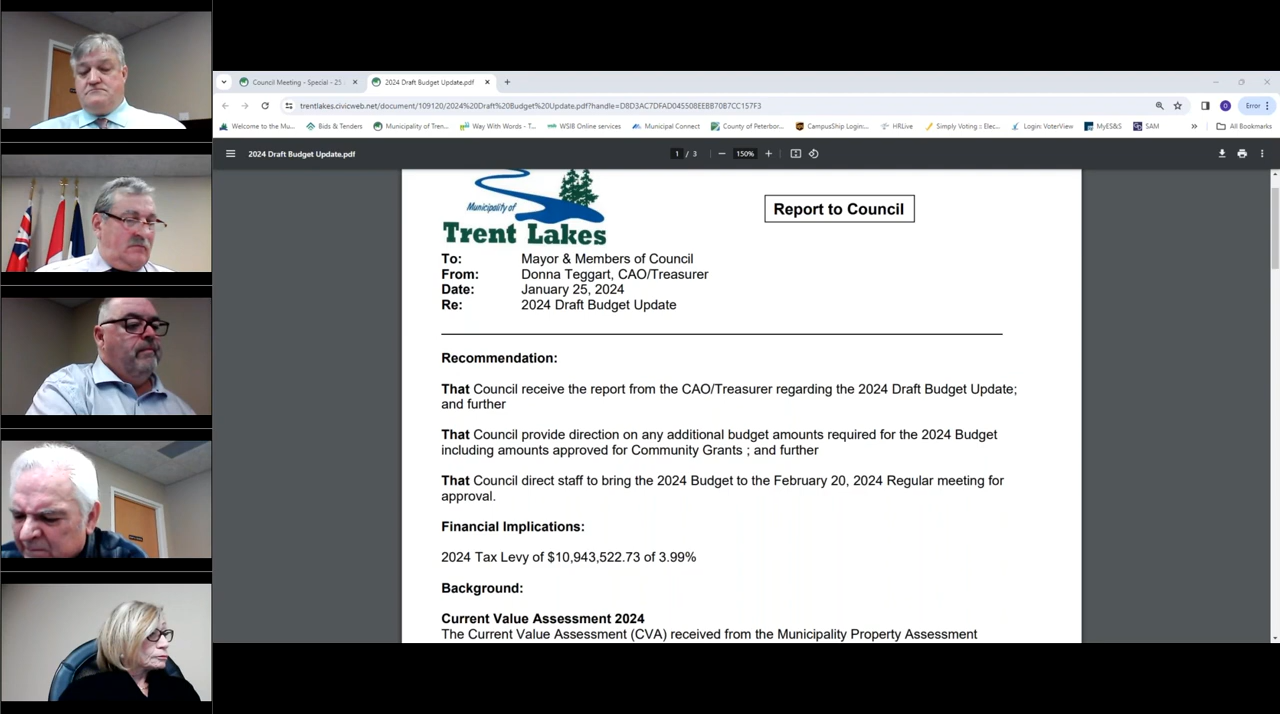 Council Meeting - Special - 25
2024 Draft Budget Update.pdf
trentlakes.civicweb.net/document/109120/2024%20Draft%20Budget%20Update.pdf?handle=D8D3AC7DFAD045508EEBB70B7CC157F3
Error
Welcome to the Mu...
Bids & Tenders
Municipality of Tren...
Way With Words - T...
WSIB Online services
Municipal Connect
County of Peterbor...
CampusShip Login:...
HRLive
Simply Voting : Elec...
Login: VoterView
MyES&S
SAM
»
All Bookmarks
2024 Draft Budget Update.pdf
1 / 3
150%
Municipality of
Trent Lakes
Report to Council
To: Mayor & Members of Council
From: Donna Teggart, CAO/Treasurer
Date: January 25, 2024
Re: 2024 Draft Budget Update
Recommendation:
That Council receive the report from the CAO/Treasurer regarding the 2024 Draft Budget Update;
and further
That Council provide direction on any additional budget amounts required for the 2024 Budget
including amounts approved for Community Grants ; and further
That Council direct staff to bring the 2024 Budget to the February 20, 2024 Regular meeting for
approval.
Financial Implications:
2024 Tax Levy of $10,943,522.73 of 3.99%
Background:
Current Value Assessment 2024
The Current Value Assessment (CVA) received from the Municipality Property Assessment